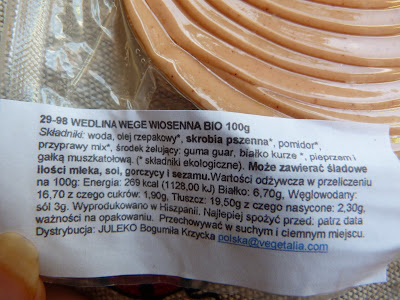 29-98 WEDLINA WEGE WIOSENNA BIO 100g
Składniki: woda, olej rzepakowy*, skrobia pszenna*, pomidor*,
przyprawy mix*, środek żelujący: guma guar, białko kurze *, pieprzem i
gałką muszkatołową. (* składniki ekologiczne). Może zawierać śladowe
ilości mleka, soi, gorczycy i sezamu.Wartości odżywcza w przeliczeniu
na 100g: Energia: 269 kcal (1128,00 kJ) Białko: 6,70g, Węglowodany:
16,70 z czego cukrów: 1,90g, Tłuszcz: 19,50g z czego nasycone: 2,30g,
sól 3g. Wyprodukowano w Hiszpanii. Najlepiej spożyć przed: patrz data
ważności na opakowaniu. Przechowywać w suchym i ciemnym miejscu.
Dystrybucja: JULEKO Bogumiła Krzycka polska@vegetalia.com